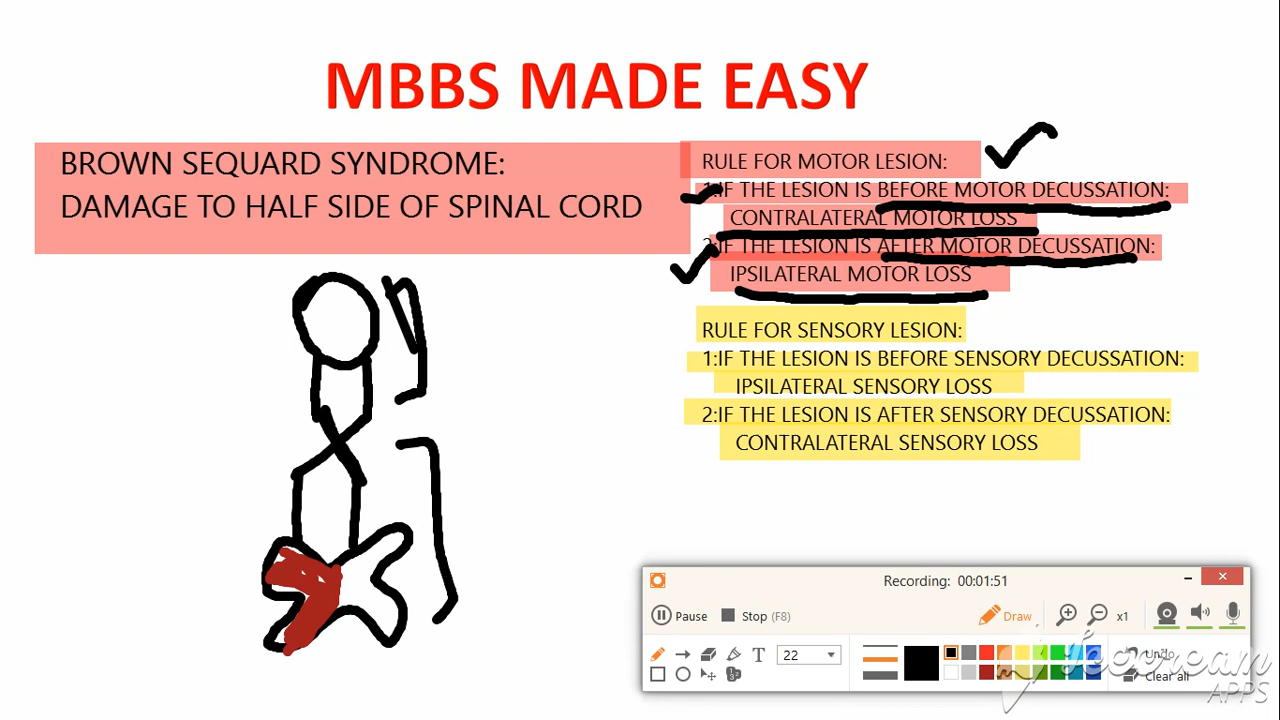 MBBS MADE EASY
BROWN SEQUARD SYNDROME:
DAMAGE TO HALF SIDE OF SPINAL CORD
RULE FOR MOTOR LESION:
1:IF THE LESION IS BEFORE MOTOR DECUSSATION:
CONTRALATERAL MOTOR LOSS
2:IF THE LESION IS AFTER MOTOR DECUSSATION:
IPSILATERAL MOTOR LOSS
RULE FOR SENSORY LESION:
1:IF THE LESION IS BEFORE SENSORY DECUSSATION:
IPSILATERAL SENSORY LOSS
2:IF THE LESION IS AFTER SENSORY DECUSSATION:
CONTRALATERAL SENSORY LOSS
Recording: 00:01:51
Pause Stop (F8) Draw x1
T 22
Undo
Clear all
Icecream
APPS